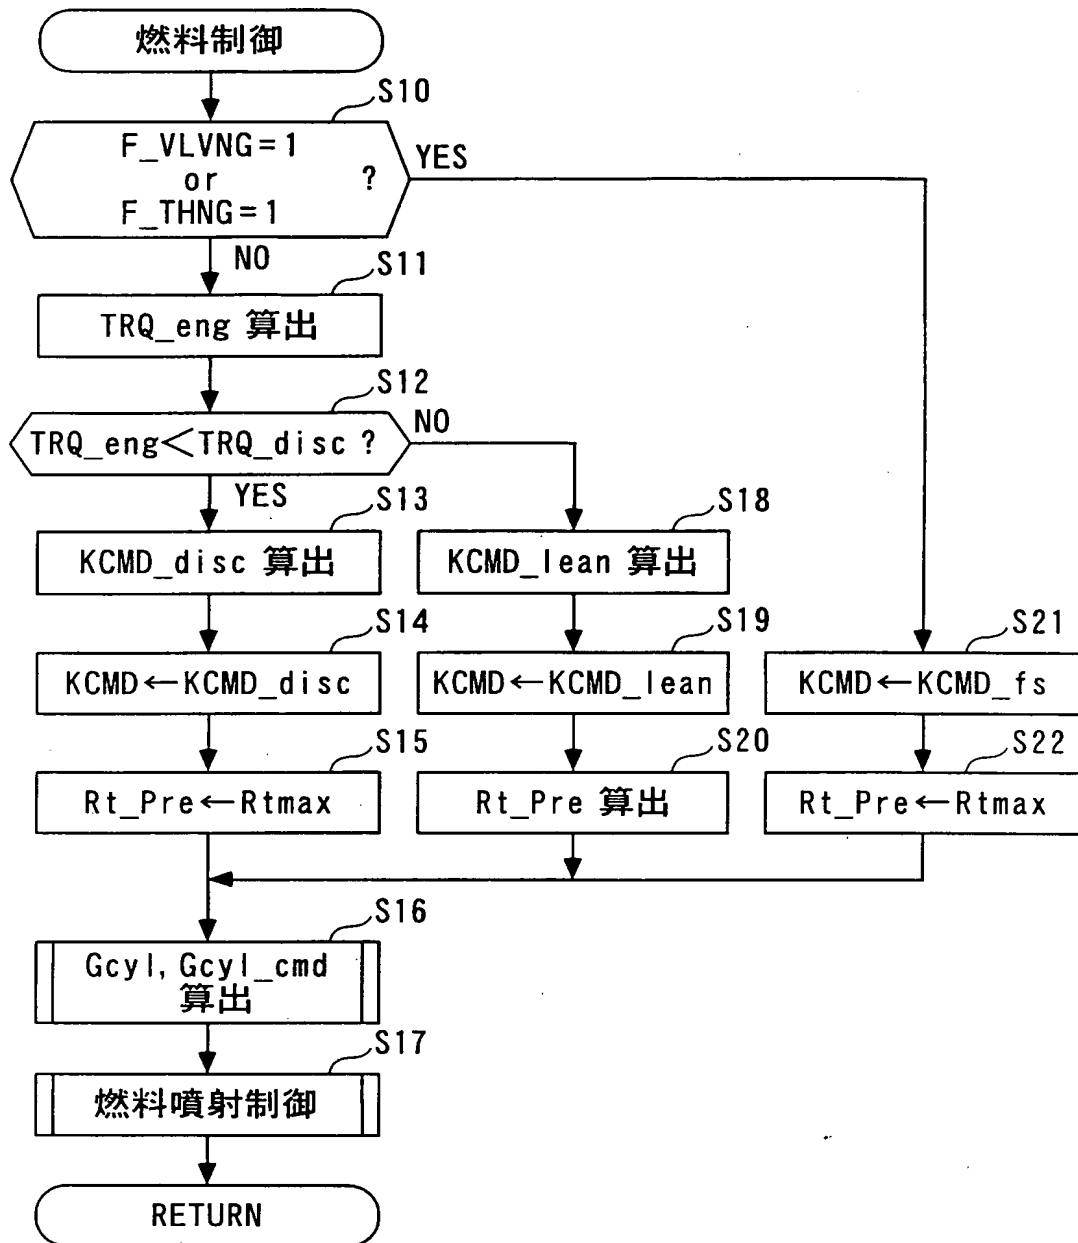 燃料制御
S10
F_VLVNG=1
or ?
F_THNG=1
YES
NO
S11
TRQ_eng 算出
S12
TRQ_eng<TRQ_disc ?
NO
YES
S13
KCMD_disc 算出
S18
KCMD_lean 算出
S14
KCMD←KCMD_disc
S19
KCMD←KCMD_lean
S21
KCMD←KCMD_fs
S15
Rt_Pre←Rtmax
S20
Rt_Pre 算出
S22
Rt_Pre←Rtmax
S16
Gcyl, Gcyl_cmd
算出
S17
燃料噴射制御
RETURN